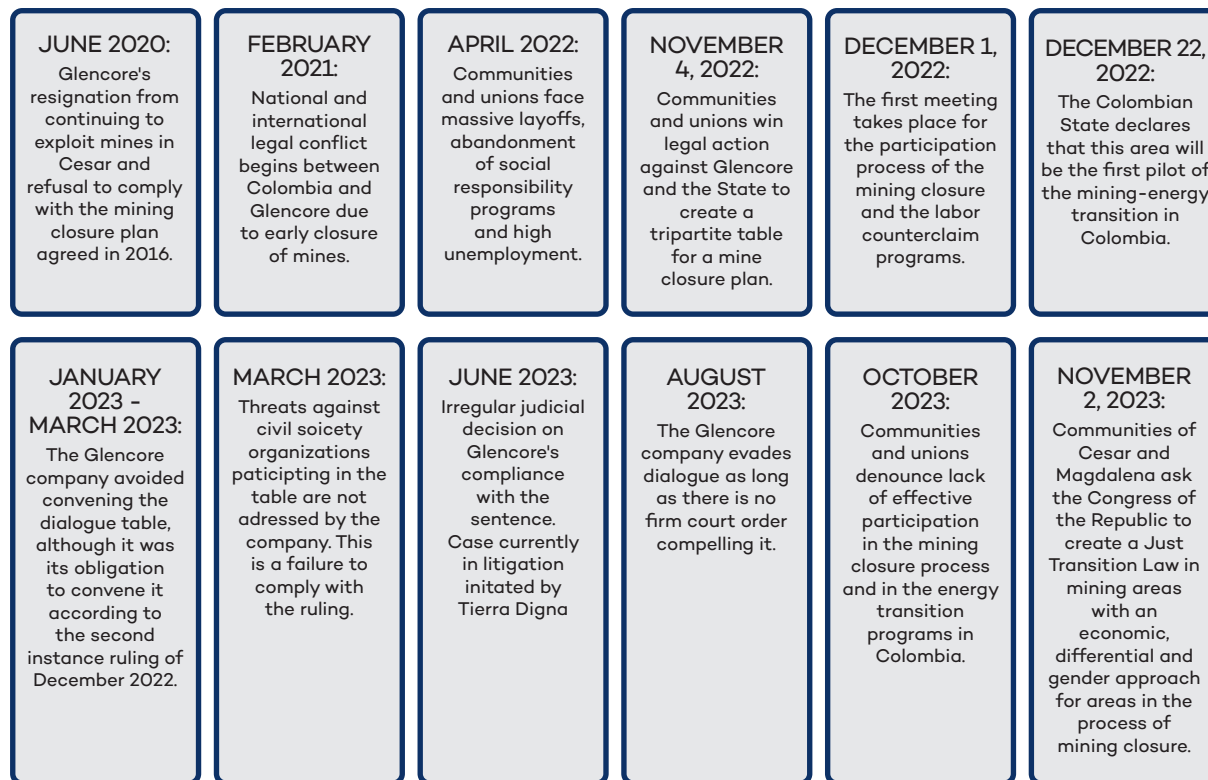 JUNE 2020:
Glencore's
resignation from
continuing to
exploit mines in
Cesar and
refusal to comply
with the mining
closure plan
agreed in 2016.
FEBRUARY
2021:
National and
international
legal conflict
begins between
Colombia and
Glencore due
to early closure
of mines.
APRIL 2022:
Communities
and unions face
massive layoffs,
abandonment
of social
responsibility
programs
and high
unemployment.
NOVEMBER
4, 2022:
Communities
and unions win
legal action
against Glencore
and the State to
create a
tripartite table
for a mine
closure plan.
DECEMBER 1,
2022:
The first meeting
takes place for
the participation
process of the
mining closure
and the labor
counterclaim
programs.
DECEMBER 22,
2022:
The Colombian
State declares
that this area will
be the first pilot of
the mining-energy
transition in
Colombia.
JANUARY
2023 -
MARCH 2023:
The Glencore
company avoided
convening the
dialogue table,
although it was
its obligation
to convene it
according to
the second
instance ruling of
December 2022.
MARCH 2023:
Threats against
civil soicety
organizations
paticipting in the
table are not
adressed by the
company. This
is a failure to
comply with
the ruling.
JUNE 2023:
Irregular judicial
decision on
Glencore's
compliance
with the
sentence.
Case currently
in litigation
initated by
Tierra Digna
AUGUST
2023:
The Glencore
company evades
dialogue as long
as there is no
firm court order
compelling it.
OCTOBER
2023:
Communities
and unions
denounce lack
of effective
participation
in the mining
closure process
and in the energy
transition
programs in
Colombia.
NOVEMBER
2, 2023:
Communities of
Cesar and
Magdalena ask
the Congress of
the Republic to
create a Just
Transition Law in
mining areas
with an
economic,
differential and
gender approach
for areas in the
process of
mining closure.